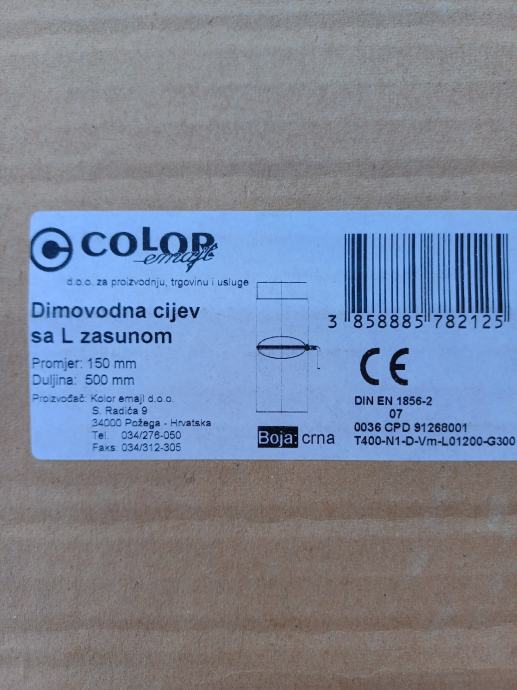 COLOR
emajl
d.o.o. za proizvodnju, trgovinu i usluge
Dimovodna cijev
sa L zasunom
Promjer: 150 mm
Duljina: 500 mm
Proizvođač: Kolor emajl d.o.o.
S. Radića 9
34000 Požega - Hrvatska
Tel. 034/276-050
Faks 034/312-305
Boja: crna
3 858885 782125
CE
DIN EN 1856-2
07
0036 CPD 91268001
T400-N1-D-Vm-L01200-G300